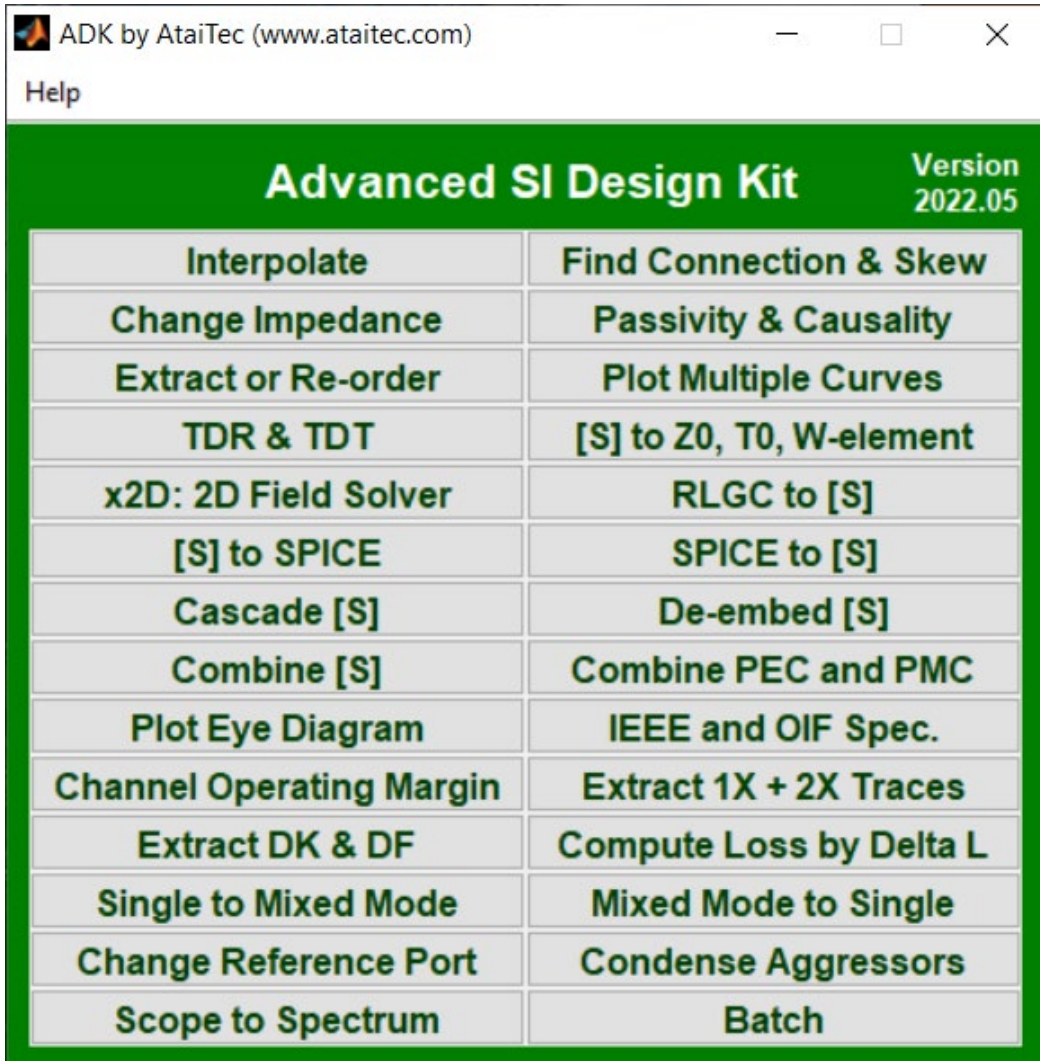 ADK by AtaiTec (www.ataitec.com)
Help
Advanced SI Design Kit
Version
2022.05
Interpolate
Find Connection & Skew
Change Impedance
Passivity & Causality
Extract or Re-order
Plot Multiple Curves
TDR & TDT
[S] to Z0, T0, W-element
x2D: 2D Field Solver
RLGC to [S]
[S] to SPICE
SPICE to [S]
Cascade [S]
De-embed [S]
Combine [S]
Combine PEC and PMC
Plot Eye Diagram
IEEE and OIF Spec.
Channel Operating Margin
Extract 1X + 2X Traces
Extract DK & DF
Compute Loss by Delta L
Single to Mixed Mode
Mixed Mode to Single
Change Reference Port
Condense Aggressors
Scope to Spectrum
Batch